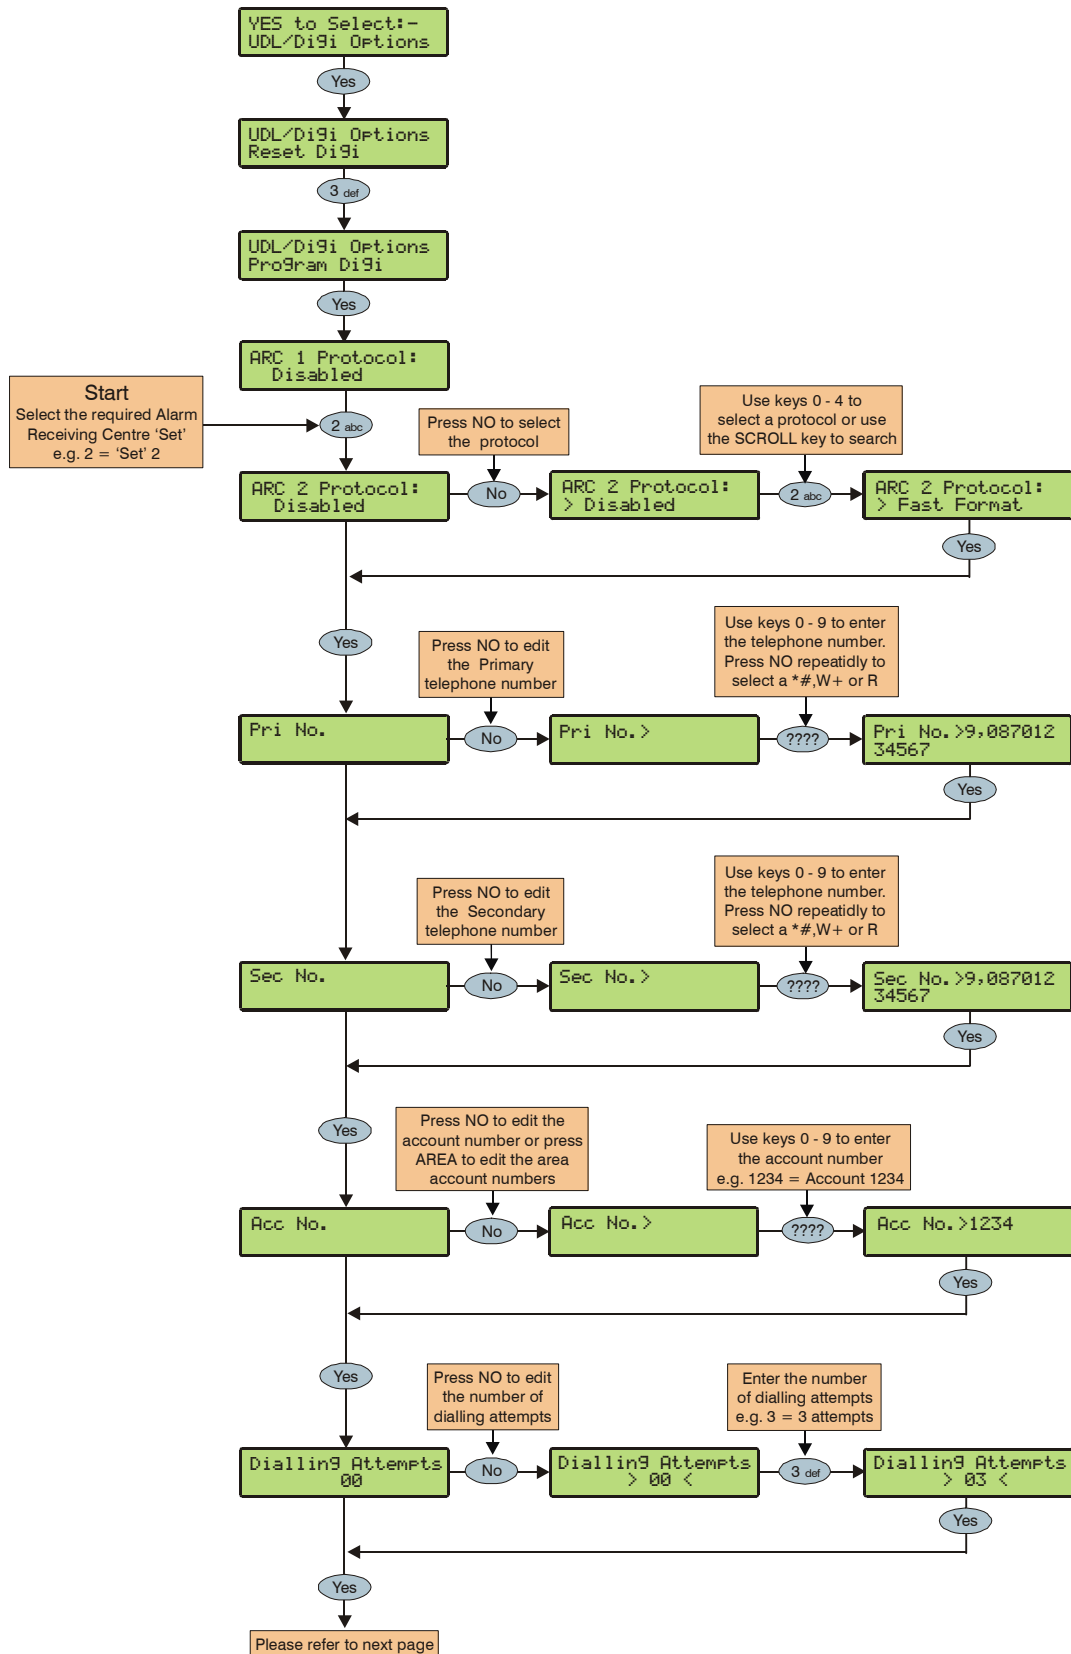 YES to Select:-
UDL/Digi Options
Yes
UDL/Digi Options
Reset Digi
3 def
UDL/Digi Options
Program Digi
Yes
ARC 1 Protocol:
Disabled
Start
Select the required Alarm
Receiving Centre ‘Set’
e.g. 2 = ‘Set’ 2
2 abc
Press NO to select
the protocol
Use keys 0 - 4 to
select a protocol or use
the SCROLL key to search
ARC 2 Protocol:
Disabled
No
ARC 2 Protocol:
> Disabled
2 abc
ARC 2 Protocol:
> Fast Format
Yes
Yes
Press NO to edit
the Primary
telephone number
Use keys 0 - 9 to enter
the telephone number.
Press NO repeatidly to
select a *#,W+ or R
Pri No.
No
Pri No.>
????
Pri No.>9,087012
34567
Yes
Press NO to edit
the Secondary
telephone number
Use keys 0 - 9 to enter
the telephone number.
Press NO repeatidly to
select a *#,W+ or R
Sec No.
No
Sec No.>
????
Sec No.>9,087012
34567
Yes
Yes
Press NO to edit the
account number or press
AREA to edit the area
account numbers
Use keys 0 - 9 to enter
the account number
e.g. 1234 = Account 1234
Acc No.
No
Acc No.>
????
Acc No.>1234
Yes
Yes
Press NO to edit
the number of
dialling attempts
Enter the number
of dialling attempts
e.g. 3 = 3 attempts
Dialling Attempts
00
No
Dialling Attempts
> 00 <
3 def
Dialling Attempts
> 03 <
Yes
Yes
Please refer to next page